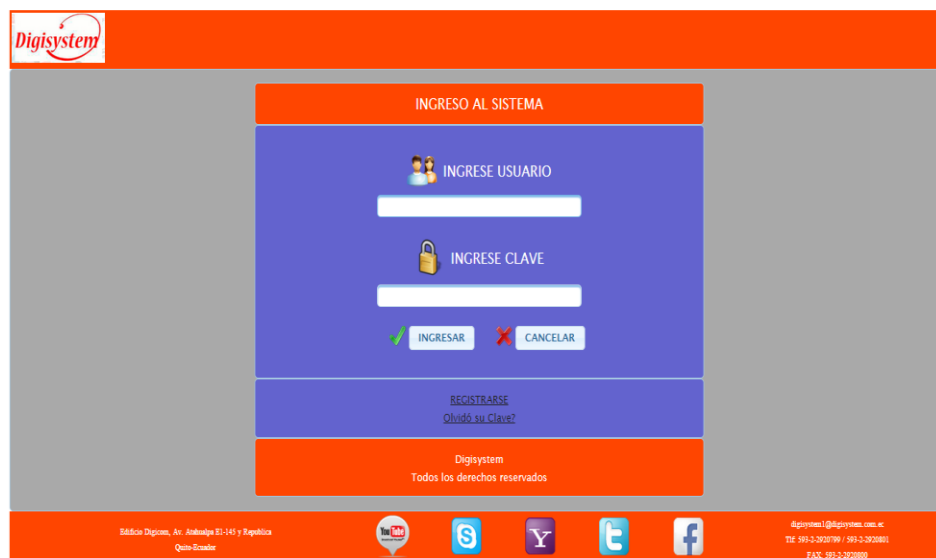 Digisystem
INGRESO AL SISTEMA
INGRESE USUARIO
INGRESE CLAVE
INGRESAR
CANCELAR
REGISTRARSE
Olvidó su Clave?
Digisystem
Todos los derechos reservados
Edificio Digicom, Av. Atahualpa E1-145 y Republica
Quito-Ecuador
You Tube
S
Y
t
f
digisystem1@digisystem.com.ec
Tlf: 593-2-2920799 / 593-2-2920801
FAX: 593-2-2920800